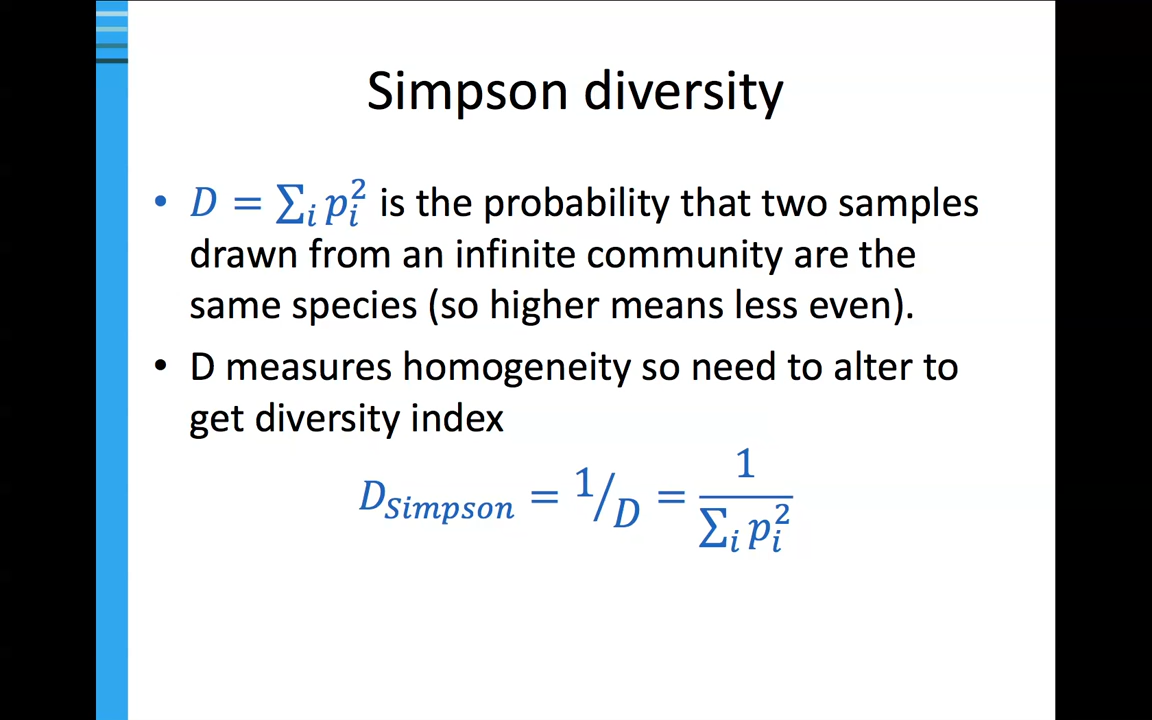 Simpson diversity
• D = ∑ᵢ pᵢ² is the probability that two samples
drawn from an infinite community are the
same species (so higher means less even).
• D measures homogeneity so need to alter to
get diversity index
D_Simpson = 1/D = 1/∑ᵢ pᵢ²